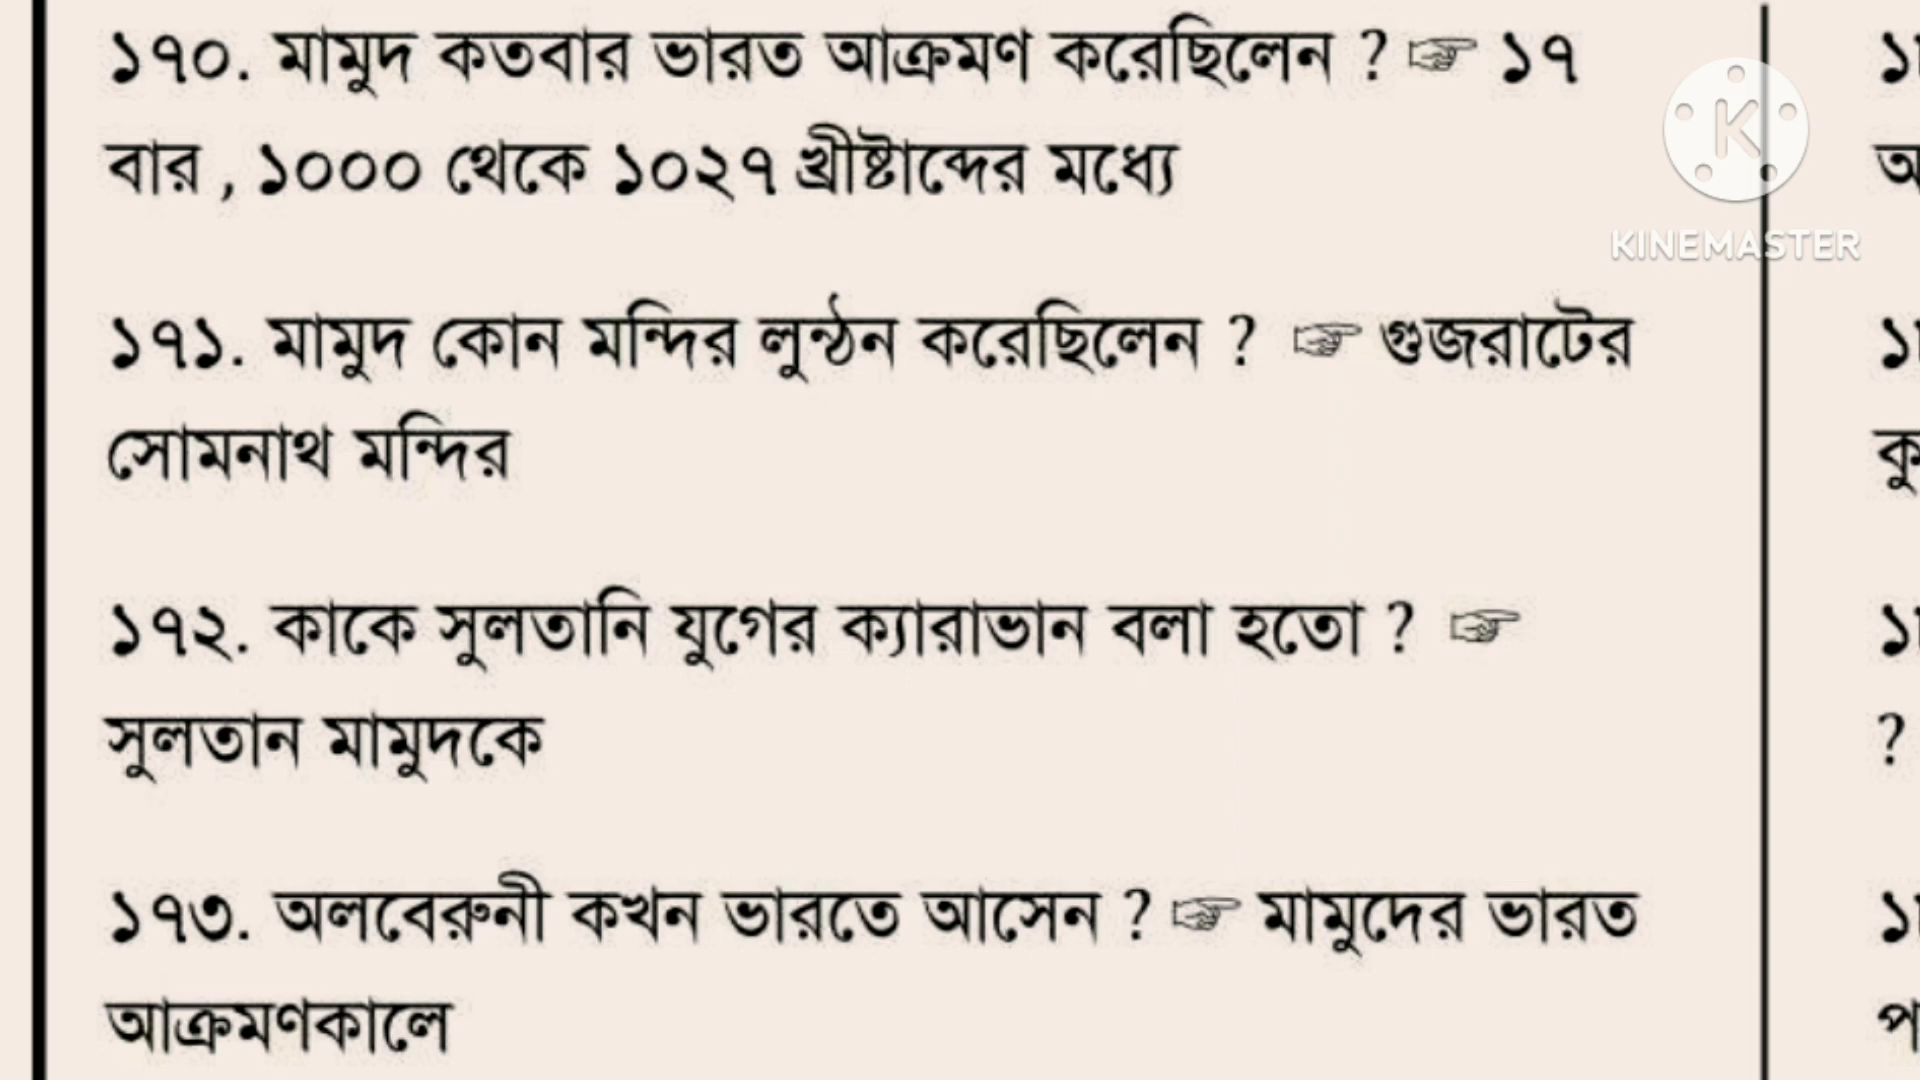 ১৭০. মামুদ কতবার ভারত আক্রমণ করেছিলেন ? ☞ ১৭
বার , ১০০০ থেকে ১০২৭ খ্রীষ্টাব্দের মধ্যে
১৭১. মামুদ কোন মন্দির লুন্ঠন করেছিলেন ? ☞ গুজরাটের
সোমনাথ মন্দির
১৭২. কাকে সুলতানি যুগের ক্যারাভান বলা হতো ? ☞
সুলতান মামুদকে
১৭৩. অলবেরুনী কখন ভারতে আসেন ? ☞ মামুদের ভারত
আক্রমণকালে
KINEMASTER